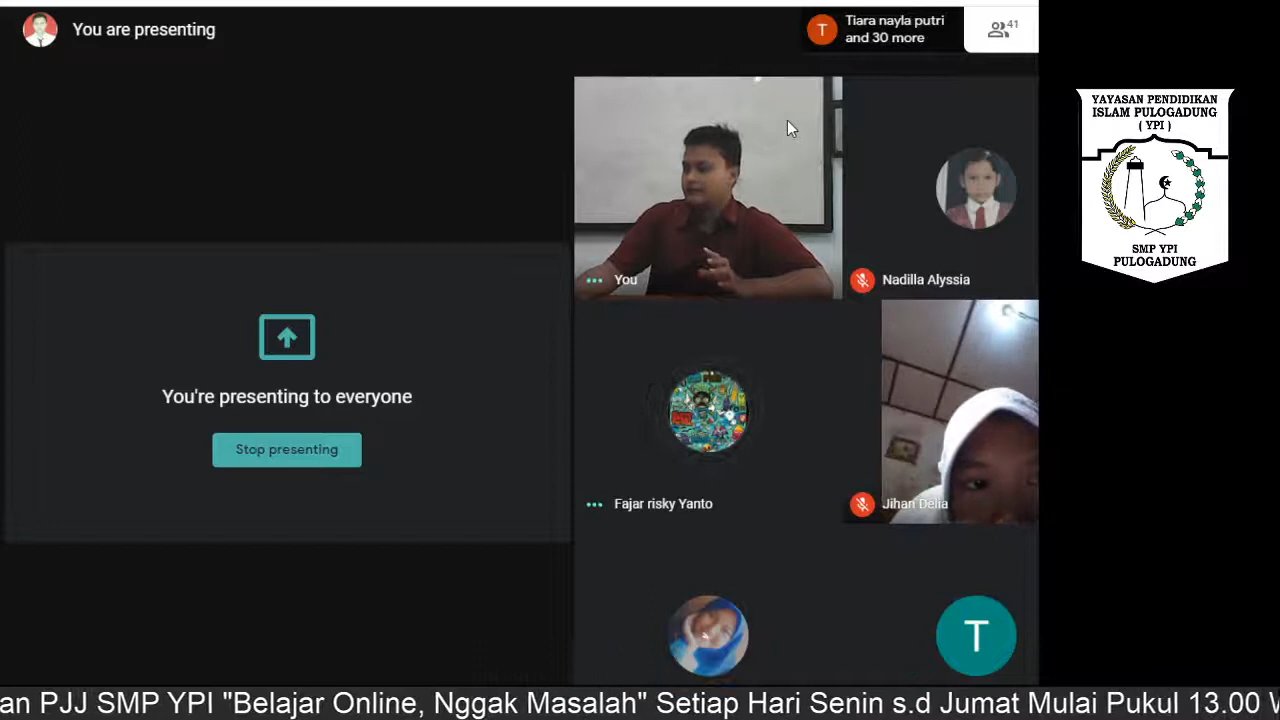 You are presenting
T
Tiara nayla putri
and 30 more
41
YAYASAN PENDIDIKAN
ISLAM PULOGADUNG
( YPI )
SMP YPI
PULOGADUNG
You
Nadilla Alyssia
You're presenting to everyone
Stop presenting
Fajar risky Yanto
Jihan Delia
T
an PJJ SMP YPI "Belajar Online, Nggak Masalah" Setiap Hari Senin s.d Jumat Mulai Pukul 13.00 W